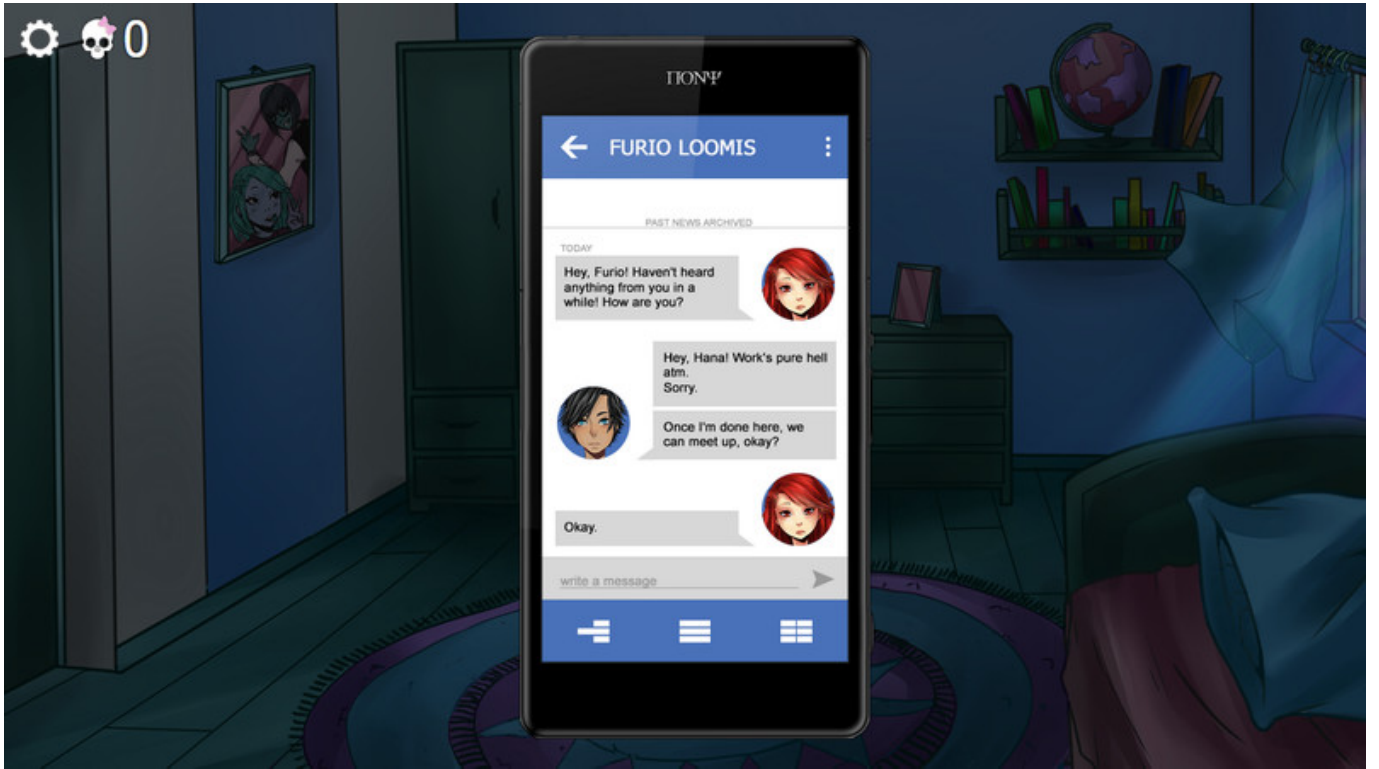 0
ΠΟΝΨ
FURIO LOOMIS
PAST NEWS ARCHIVED
TODAY
Hey, Furio! Haven't heard
anything from you in a
while! How are you?
Hey, Hana! Work's pure hell
atm.
Sorry.
Once I'm done here, we
can meet up, okay?
Okay.
write a message